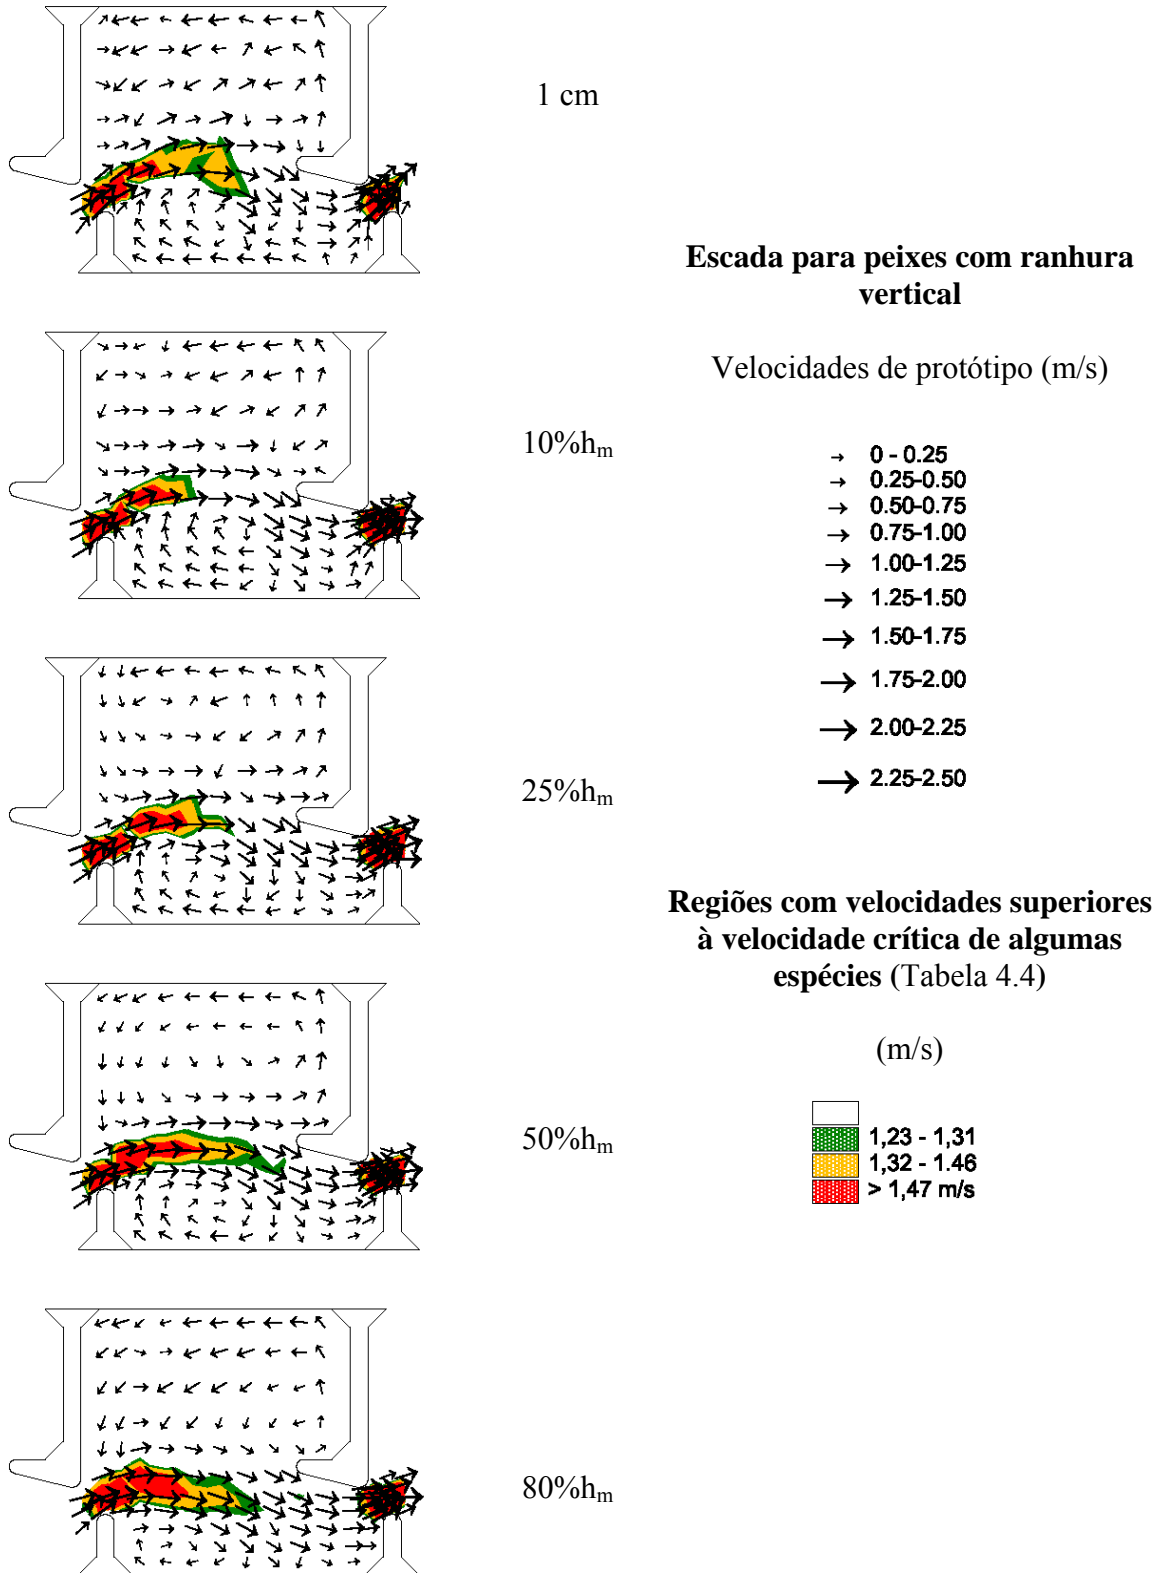 1 cm
Escada para peixes com ranhura
vertical
Velocidades de protótipo (m/s)
10%hm
0 - 0.25
0.25-0.50
0.50-0.75
0.75-1.00
1.00-1.25
1.25-1.50
1.50-1.75
1.75-2.00
2.00-2.25
2.25-2.50
25%hm
Regiões com velocidades superiores
à velocidade crítica de algumas
espécies (Tabela 4.4)
(m/s)
50%hm
1,23 - 1,31
1,32 - 1.46
> 1,47 m/s
80%hm